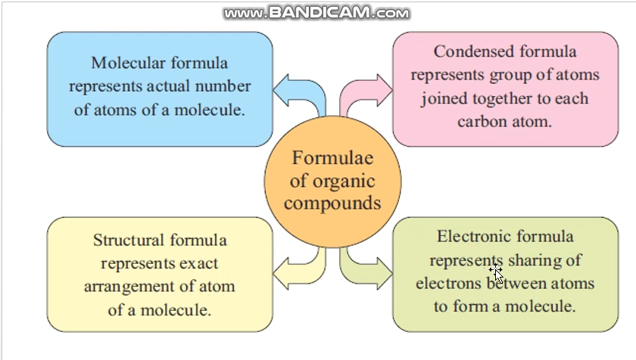 www.BANDICAM.com
Molecular formula
represents actual number
of atoms of a molecule.
Condensed formula
represents group of atoms
joined together to each
carbon atom.
Formulae
of organic
compounds
Structural formula
represents exact
arrangement of atom
of a molecule.
Electronic formula
represents sharing of
electrons between atoms
to form a molecule.